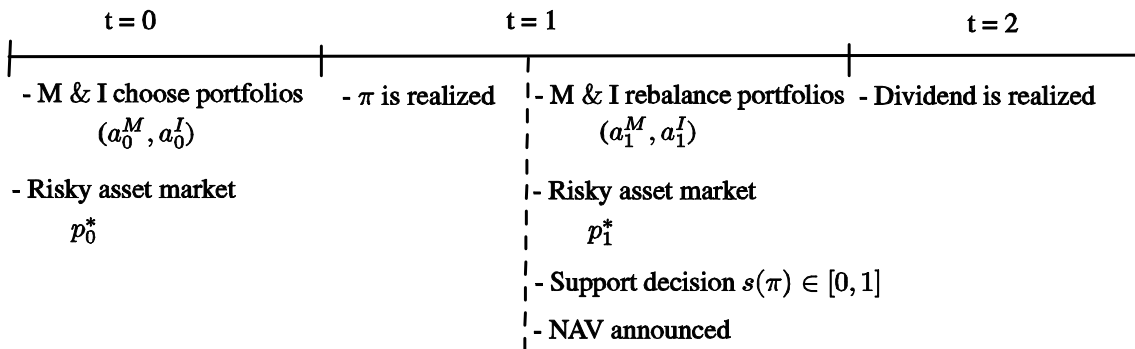 t = 0
t = 1
t = 2
- M & I choose portfolios
(a_0^M, a_0^I)
- Risky asset market
p_0^*
- π is realized
- M & I rebalance portfolios
(a_1^M, a_1^I)
- Risky asset market
p_1^*
- Support decision s(π) ∈ [0, 1]
- NAV announced
- Dividend is realized